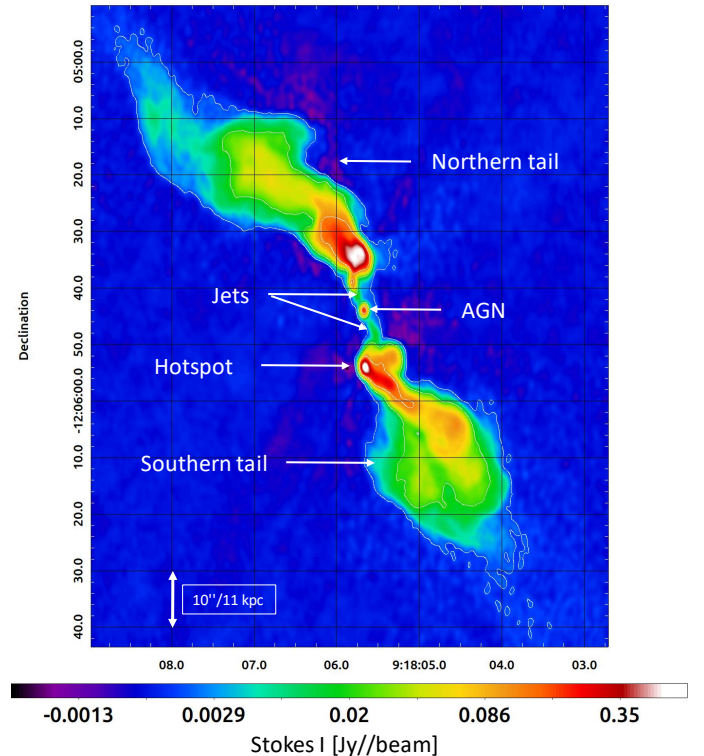 05:00.0
10.0
Northern tail
20.0
30.0
Jets
40.0
AGN
Declination
50.0
Hotspot
-12:06:00.0
Southern tail
10.0
20.0
30.0
10''/11 kpc
40.0
08.0 07.0 06.0 9:18:05.0 04.0 03.0
-0.0013 0.0029 0.02 0.086 0.35
Stokes I [Jy//beam]